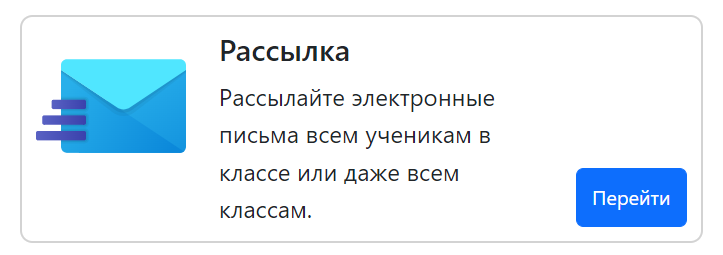 Рассылка
Рассылайте электронные
письма всем ученикам в
классе или даже всем
классам.
Перейти